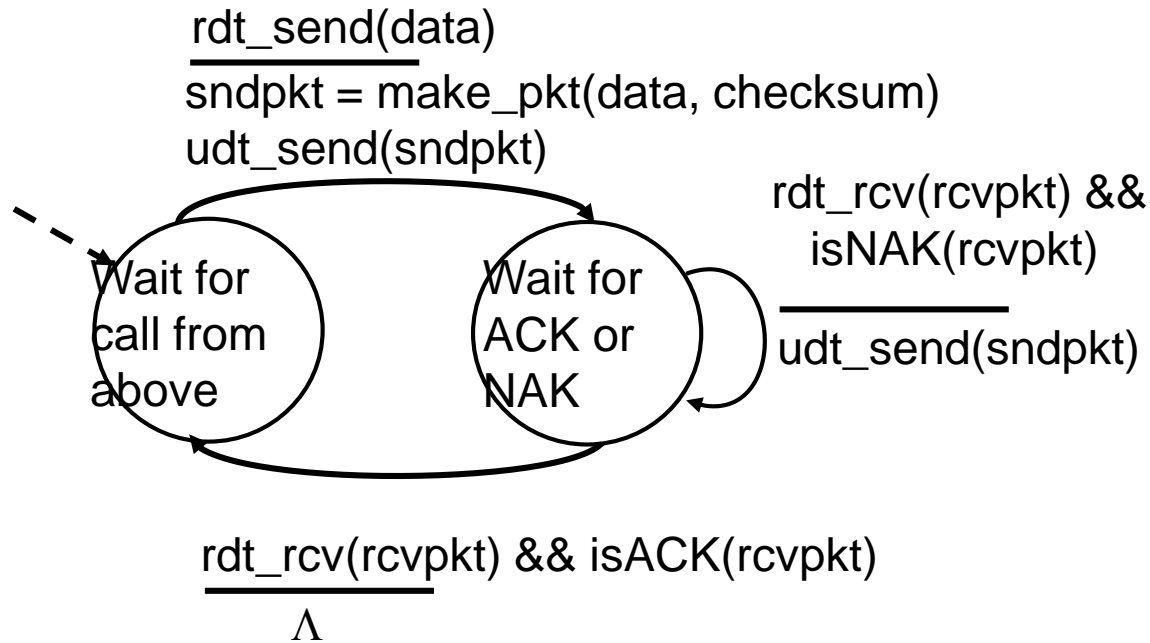 rdt_send(data)
sndpkt = make_pkt(data, checksum)
udt_send(sndpkt)
Wait for
call from
above
Wait for
ACK or
NAK
rdt_rcv(rcvpkt) &&
isNAK(rcvpkt)
udt_send(sndpkt)
rdt_rcv(rcvpkt) && isACK(rcvpkt)
Λ